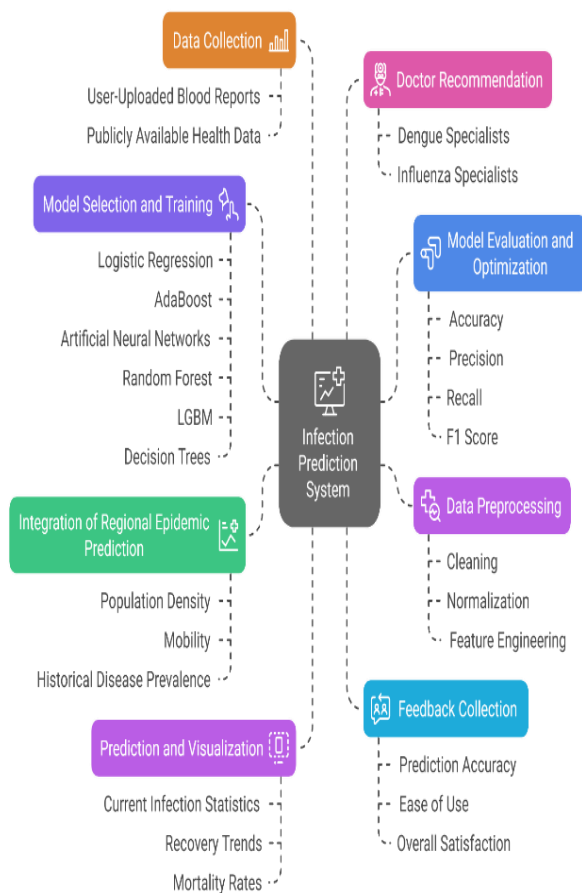 Data Collection
User-Uploaded Blood Reports
Publicly Available Health Data
Model Selection and Training
Logistic Regression
AdaBoost
Artificial Neural Networks
Random Forest
LGBM
Decision Trees
Integration of Regional Epidemic
Prediction
Population Density
Mobility
Historical Disease Prevalence
Prediction and Visualization
Current Infection Statistics
Recovery Trends
Mortality Rates
Infection
Prediction
System
Doctor Recommendation
Dengue Specialists
Influenza Specialists
Model Evaluation and
Optimization
Accuracy
Precision
Recall
F1 Score
Data Preprocessing
Cleaning
Normalization
Feature Engineering
Feedback Collection
Prediction Accuracy
Ease of Use
Overall Satisfaction